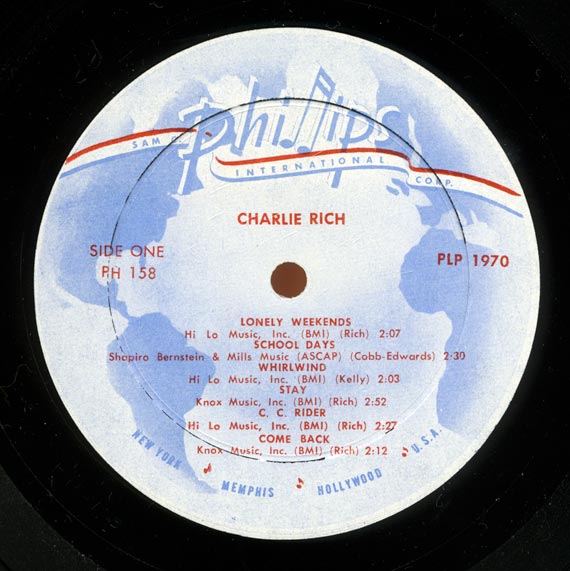 SAM C. Phillips
INTERNATIONAL CORP.
CHARLIE RICH
SIDE ONE
PH 158
PLP 1970
LONELY WEEKENDS
Hi Lo Music, Inc. (BMI) (Rich) 2:07
SCHOOL DAYS
Shapiro Bernstein & Mills Music (ASCAP) (Cobb-Edwards) 2:30
WHIRLWIND
Hi Lo Music, Inc. (BMI) (Kelly) 2:03
STAY
Knox Music, Inc. (BMI) (Rich) 2:52
C. C. RIDER
Hi Lo Music, Inc. (BMI) (Rich) 2:27
COME BACK
Knox Music, Inc. (BMI) (Rich) 2:12
NEW YORK MEMPHIS HOLLYWOOD U.S.A.